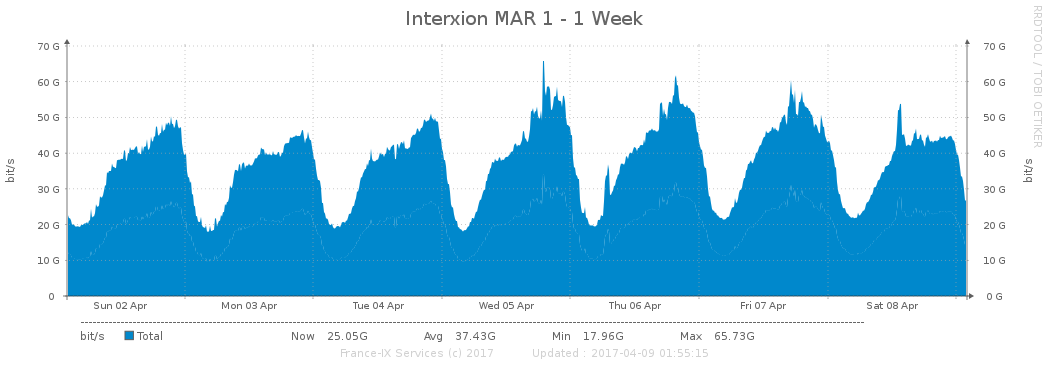 Interxion MAR 1 - 1 Week
RRDTOOL / TOBI OETIKER
bit/s
bit/s
70 G 70 G
60 G 60 G
50 G 50 G
40 G 40 G
30 G 30 G
20 G 20 G
10 G 10 G
0 0 G
Sun 02 Apr Mon 03 Apr Tue 04 Apr Wed 05 Apr Thu 06 Apr Fri 07 Apr Sat 08 Apr
bit/s Total Now 25.05G Avg 37.43G Min 17.96G Max 65.73G
France-IX Services (c) 2017 Updated : 2017-04-09 01:55:15